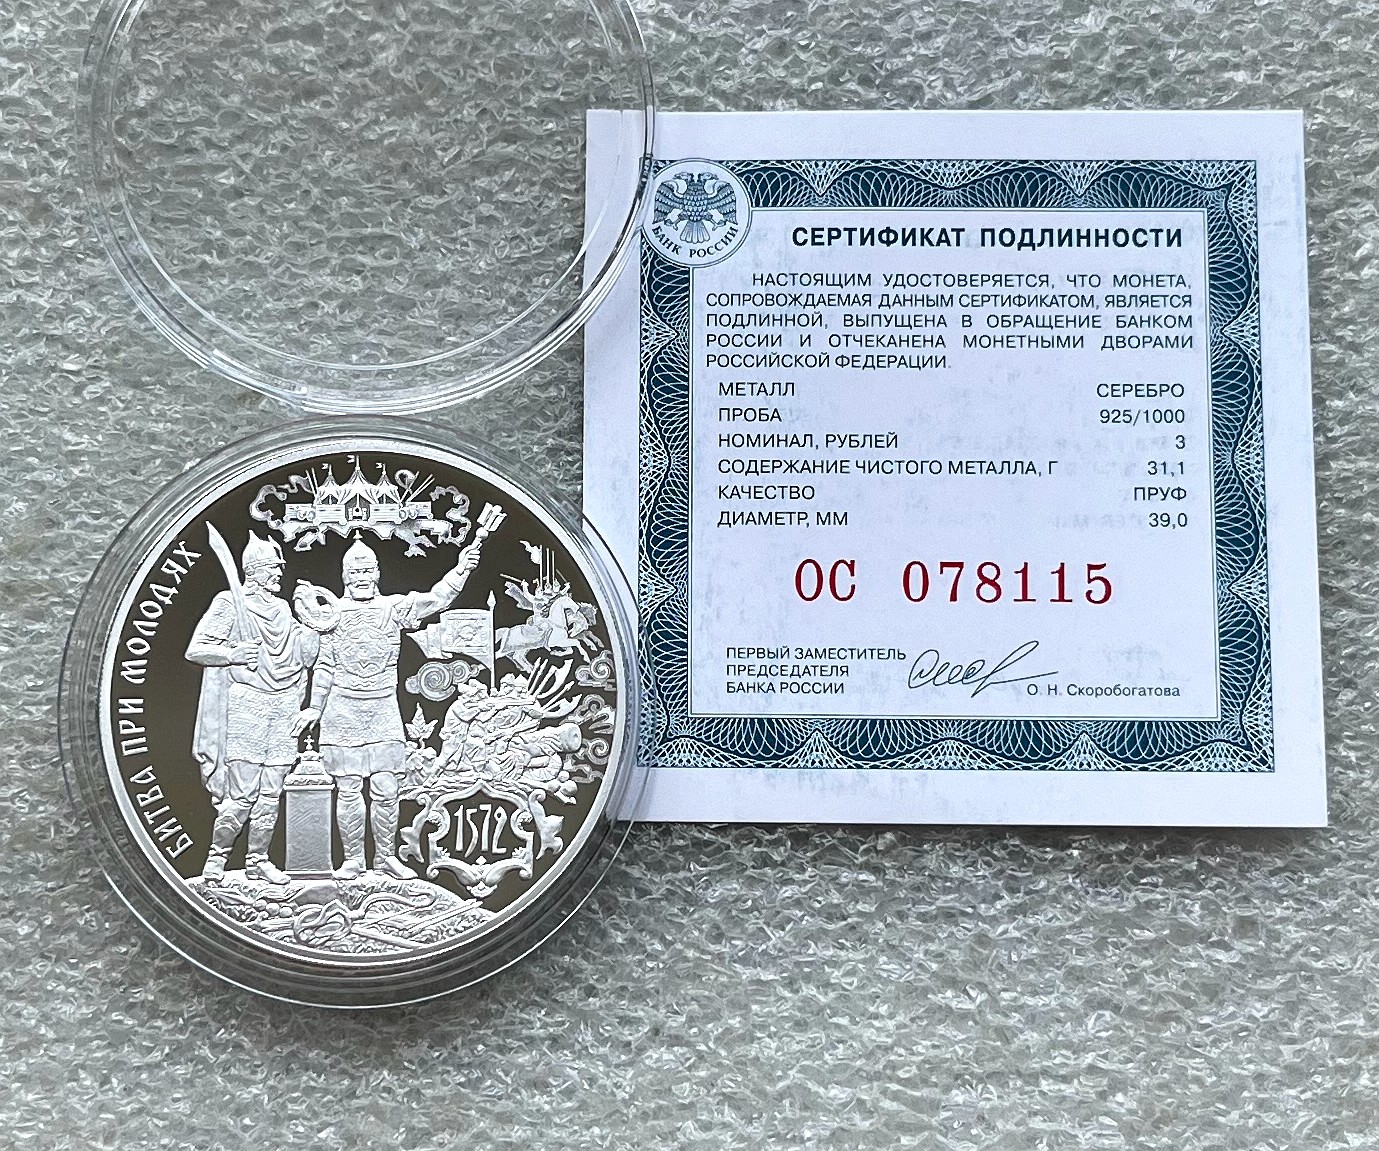 БАНК РОССИИ
СЕРТИФИКАТ ПОДЛИННОСТИ
НАСТОЯЩИМ УДОСТОВЕРЯЕТСЯ, ЧТО МОНЕТА,
СОПРОВОЖДАЕМАЯ ДАННЫМ СЕРТИФИКАТОМ, ЯВЛЯЕТСЯ
ПОДЛИННОЙ, ВЫПУЩЕНА В ОБРАЩЕНИЕ БАНКОМ
РОССИИ И ОТЧЕКАНЕНА МОНЕТНЫМИ ДВОРАМИ
РОССИЙСКОЙ ФЕДЕРАЦИИ.
МЕТАЛЛ СЕРЕБРО
ПРОБА 925/1000
НОМИНАЛ, РУБЛЕЙ 3
СОДЕРЖАНИЕ ЧИСТОГО МЕТАЛЛА, Г 31,1
КАЧЕСТВО ПРУФ
ДИАМЕТР, ММ 39,0
ОС 078115
ПЕРВЫЙ ЗАМЕСТИТЕЛЬ
ПРЕДСЕДАТЕЛЯ
БАНКА РОССИИ
О. Н. Скоробогатова
БИТВА ПРИ МОЛОДЯХ
1572